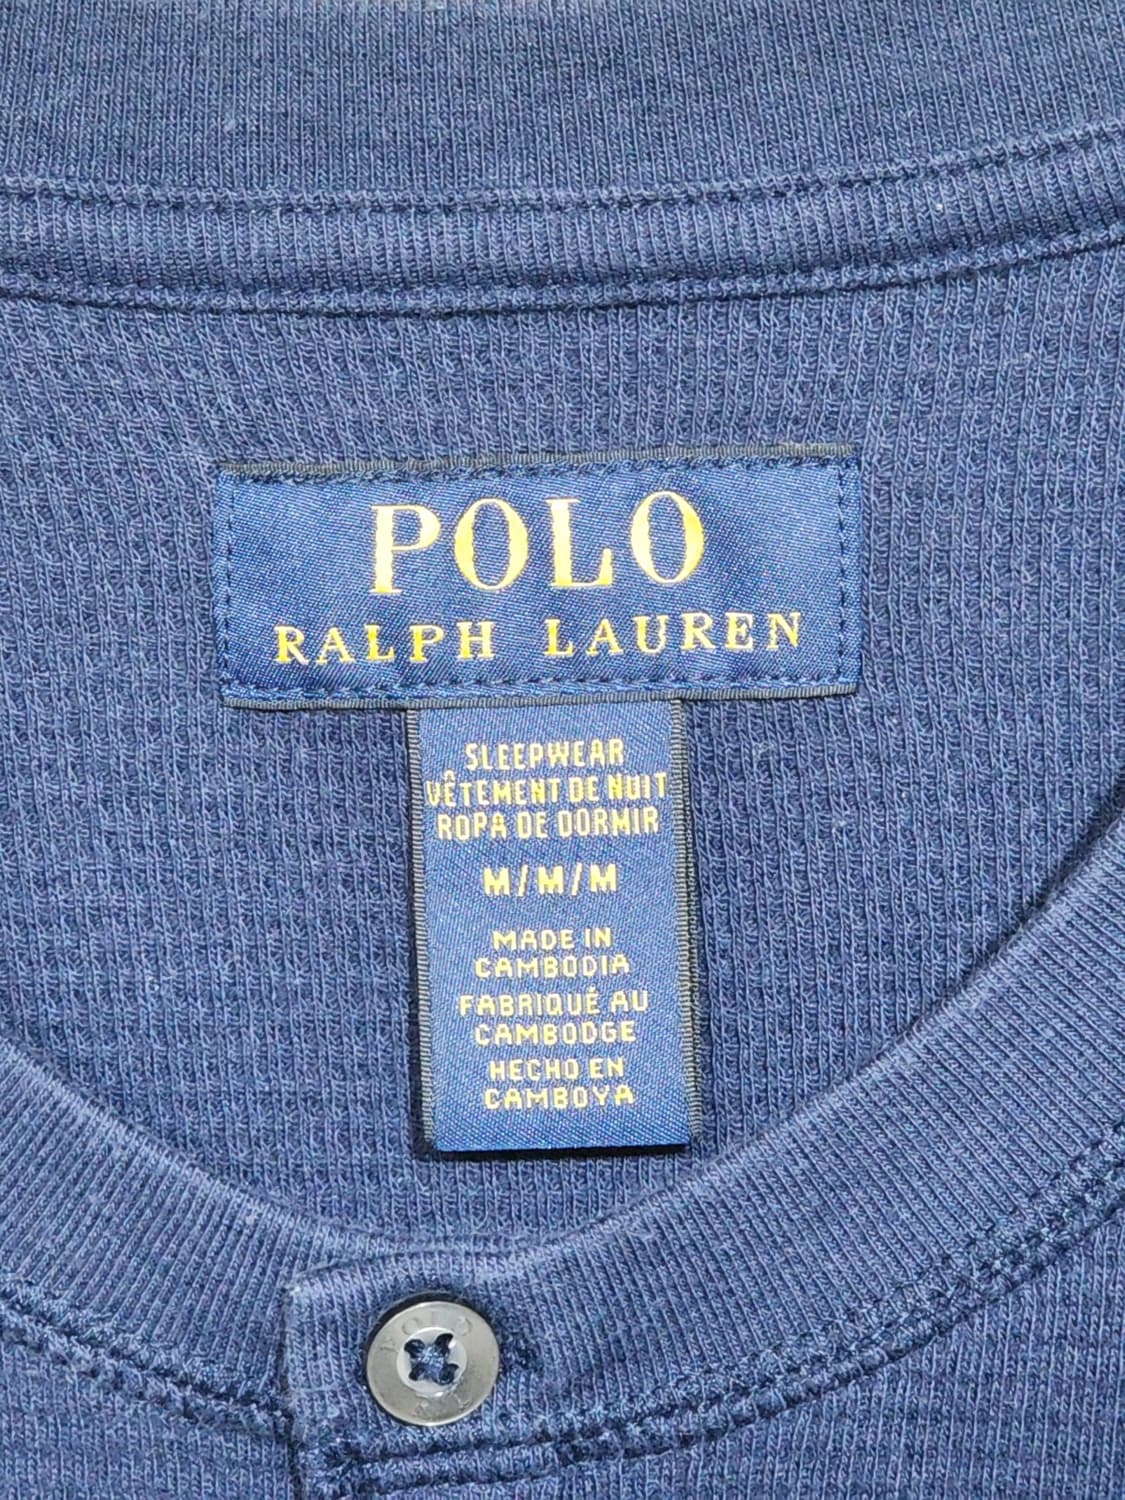 POLO
RALPH LAUREN
SLEEPWEAR
VÊTEMENT DE NUIT
ROPA DE DORMIR
M/M/M
MADE IN
CAMBODIA
FABRIQUÉ AU
CAMBODGE
HECHO EN
CAMBOYA
POLO